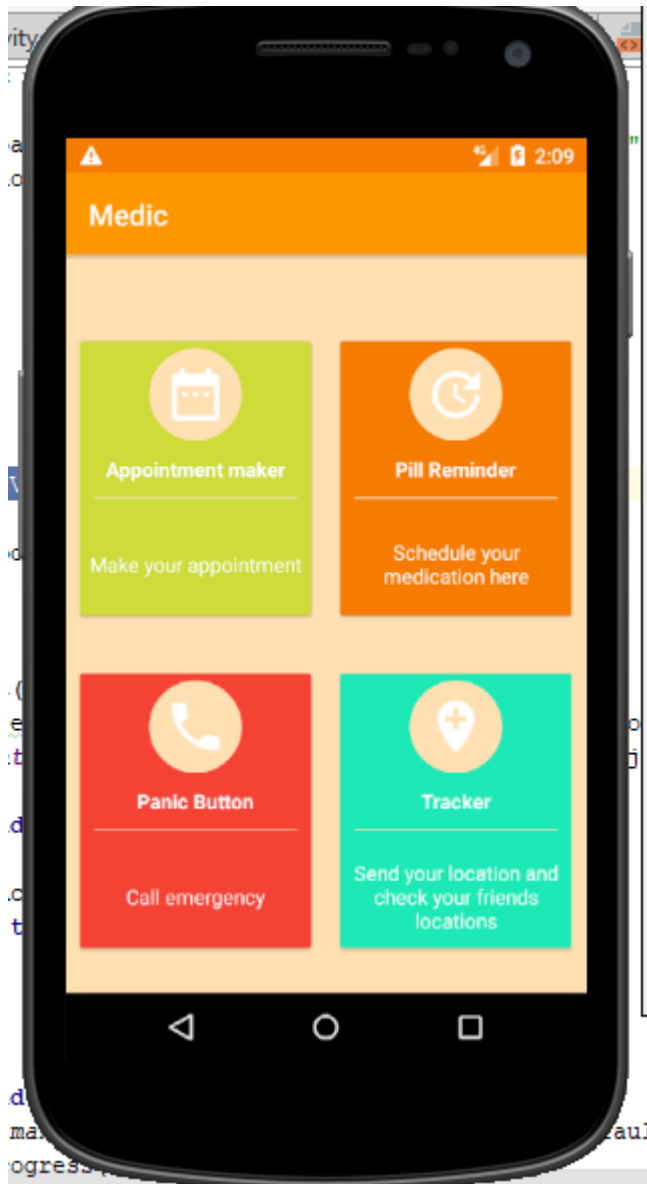 2:09
Medic
Appointment maker
Make your appointment
Pill Reminder
Schedule your
medication here
Panic Button
Call emergency
Tracker
Send your location and
check your friends
locations